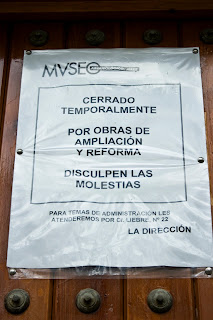 MVSEO
CERRADO
TEMPORALMENTE
POR OBRAS DE
AMPLIACIÓN
Y REFORMA
DISCULPEN LAS
MOLESTIAS
PARA TEMAS DE ADMINISTRACIÓN LES
ATENDEREMOS POR C/. LIEBRE, Nº 22
LA DIRECCIÓN